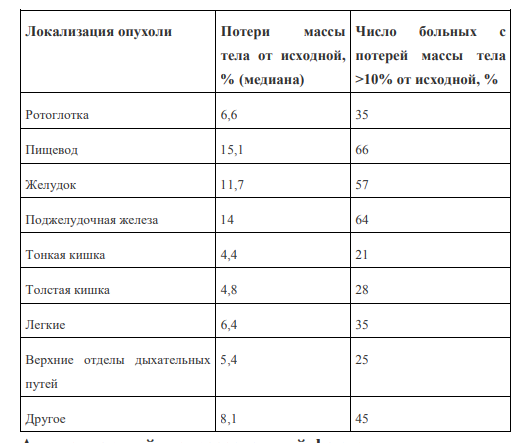 Локализация опухоли
Потери массы
тела от исходной,
% (медиана)
Число больных с
потерей массы тела
>10% от исходной, %
Ротоглотка 6,6 35
Пищевод 15,1 66
Желудок 11,7 57
Поджелудочная железа 14 64
Тонкая кишка 4,4 21
Толстая кишка 4,8 28
Легкие 6,4 35
Верхние отделы дыхательных 5,4 25
путей
Другое 8,1 45